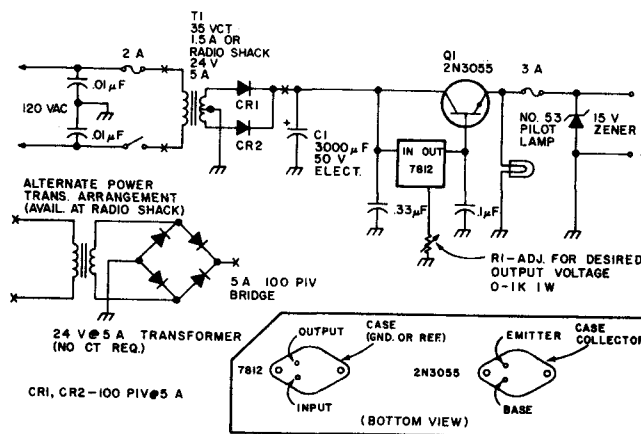 T1
35 VCT
1.5 A OR
RADIO SHACK
24 V
5 A
2 A
.01µF
120 VAC
.01µF
CR1
CR2
+
C1
3000µF
50 V
ELECT.
Q1
2N3055
3 A
IN OUT
7812
NO. 53
PILOT
LAMP
15 V
ZENER
.33µF
.1µF
R1-ADJ. FOR DESIRED
OUTPUT VOLTAGE
0-1K 1W
ALTERNATE POWER
TRANS. ARRANGEMENT
(AVAIL. AT RADIO SHACK)
5 A 100 PIV
BRIDGE
24 V@5 A TRANSFORMER
(NO CT REQ.)
CR1, CR2-100 PIV@5 A
OUTPUT
CASE
(GND. OR REF.)
7812
INPUT
EMITTER
CASE
COLLECTOR
2N3055
BASE
(BOTTOM VIEW)